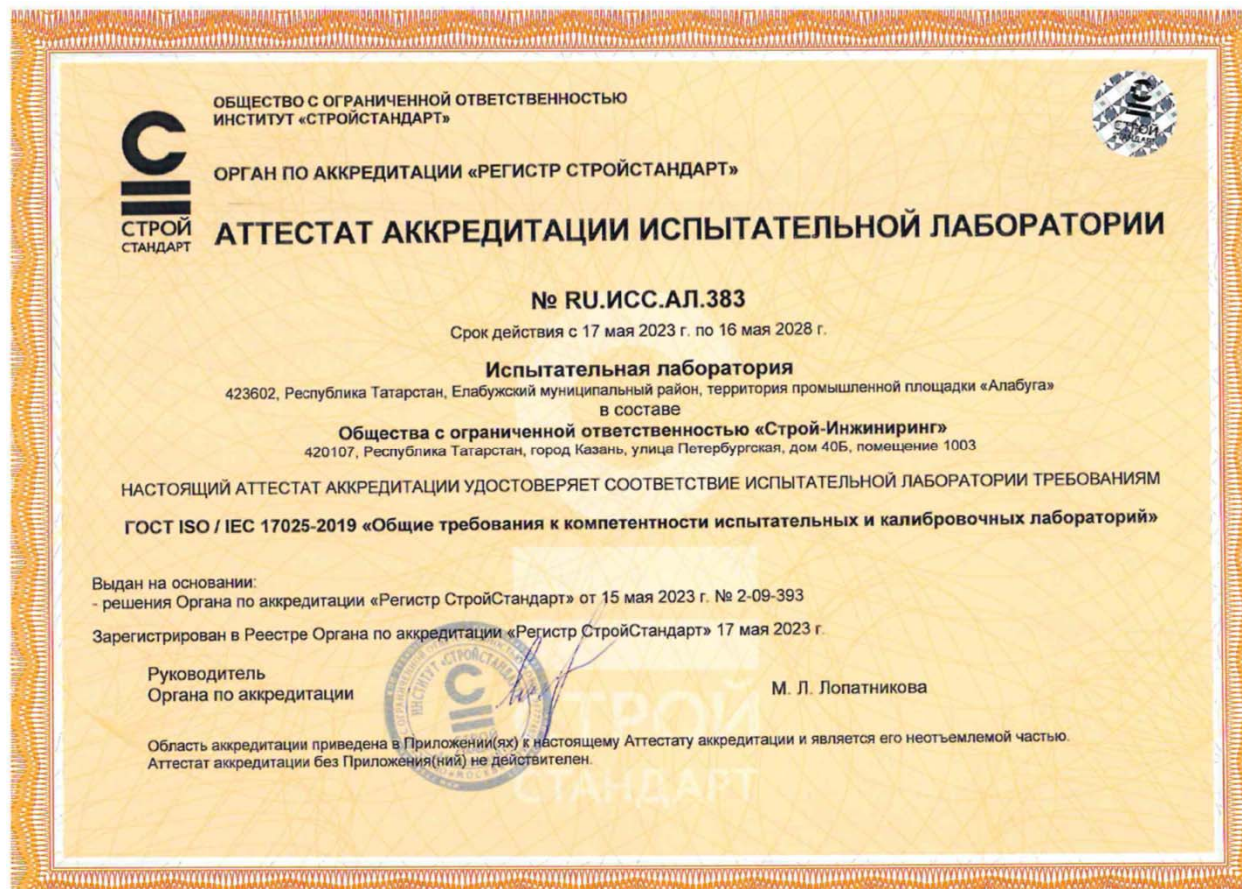 ОБЩЕСТВО С ОГРАНИЧЕННОЙ ОТВЕТСТВЕННОСТЬЮ
ИНСТИТУТ «СТРОЙСТАНДАРТ»
ОРГАН ПО АККРЕДИТАЦИИ «РЕГИСТР СТРОЙСТАНДАРТ»
СТРОЙ
СТАНДАРТ
АТТЕСТАТ АККРЕДИТАЦИИ ИСПЫТАТЕЛЬНОЙ ЛАБОРАТОРИИ
№ RU.ИСС.АЛ.383
Срок действия с 17 мая 2023 г. по 16 мая 2028 г.
Испытательная лаборатория
423602, Республика Татарстан, Елабужский муниципальный район, территория промышленной площадки «Алабуга»
в составе
Общества с ограниченной ответственностью «Строй-Инжиниринг»
420107, Республика Татарстан, город Казань, улица Петербургская, дом 40Б, помещение 1003
НАСТОЯЩИЙ АТТЕСТАТ АККРЕДИТАЦИИ УДОСТОВЕРЯЕТ СООТВЕТСТВИЕ ИСПЫТАТЕЛЬНОЙ ЛАБОРАТОРИИ ТРЕБОВАНИЯМ
ГОСТ ISO / IEC 17025-2019 «Общие требования к компетентности испытательных и калибровочных лабораторий»
Выдан на основании:
- решения Органа по аккредитации «Регистр СтройСтандарт» от 15 мая 2023 г. № 2-09-393
Зарегистрирован в Реестре Органа по аккредитации «Регистр СтройСтандарт» 17 мая 2023 г.
Руководитель
Органа по аккредитации
М. Л. Лопатникова
Область аккредитации приведена в Приложении(ях) к настоящему Аттестату аккредитации и является его неотъемлемой частью.
Аттестат аккредитации без Приложения(ний) не действителен.
СТРОЙ
СТАНДАРТ